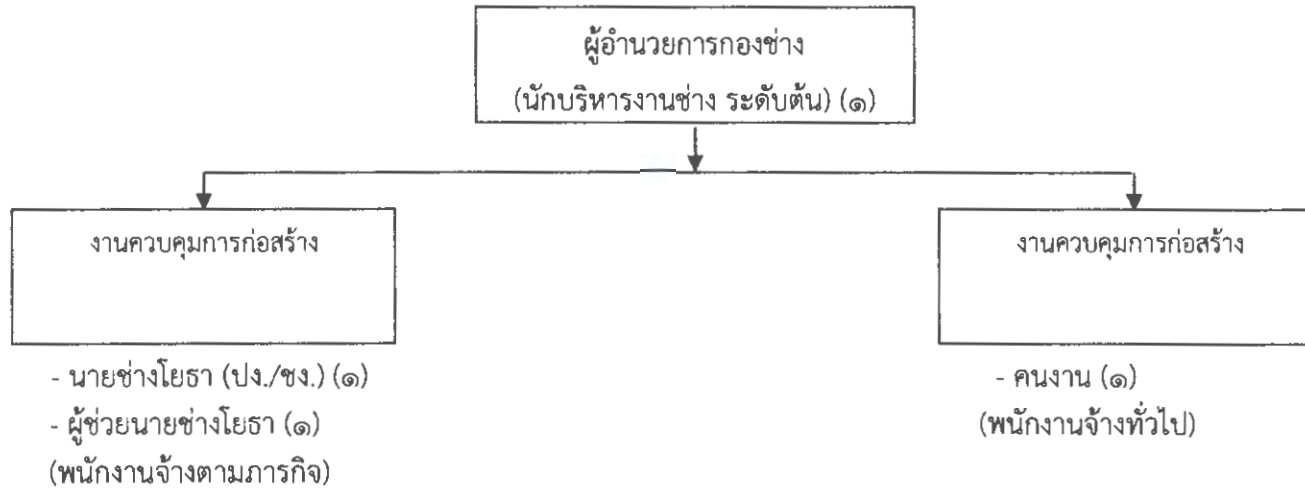 ผู้อำนวยการกองช่าง
(นักบริหารงานช่าง ระดับต้น) (๑)
งานควบคุมการก่อสร้าง
- นายช่างโยธา (ปง./ชง.) (๑)
- ผู้ช่วยนายช่างโยธา (๑)
(พนักงานจ้างตามภารกิจ)
งานควบคุมการก่อสร้าง
- คนงาน (๑)
(พนักงานจ้างทั่วไป)